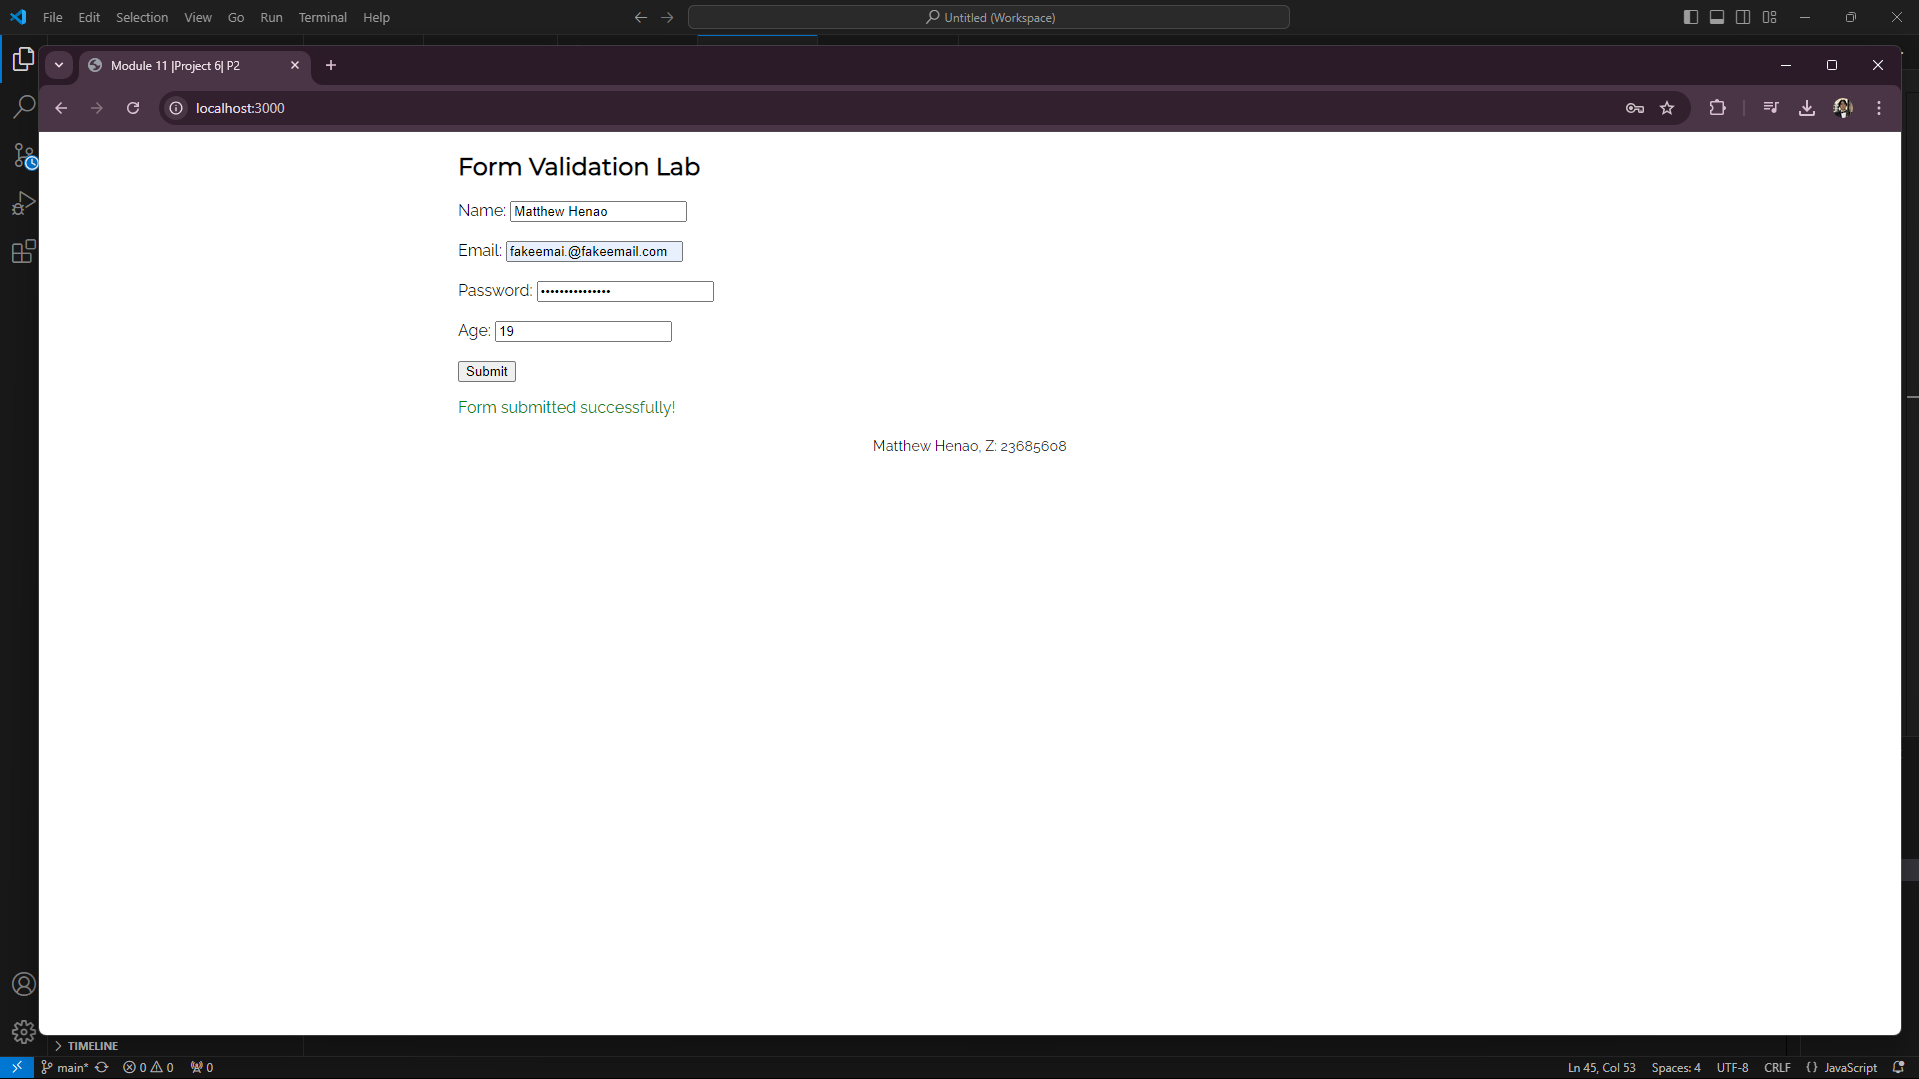 File Edit Selection View Go Run Terminal Help
Untitled (Workspace)
Module 11 |Project 6| P2
localhost:3000
Form Validation Lab
Name: Matthew Henao
Email: fakeemai.@fakeemail.com
Password: •••••••••••••••
Age: 19
Submit
Form submitted successfully!
Matthew Henao, Z: 23685608
TIMELINE
main* 0 0 0 Ln 45, Col 53 Spaces: 4 UTF-8 CRLF {} JavaScript